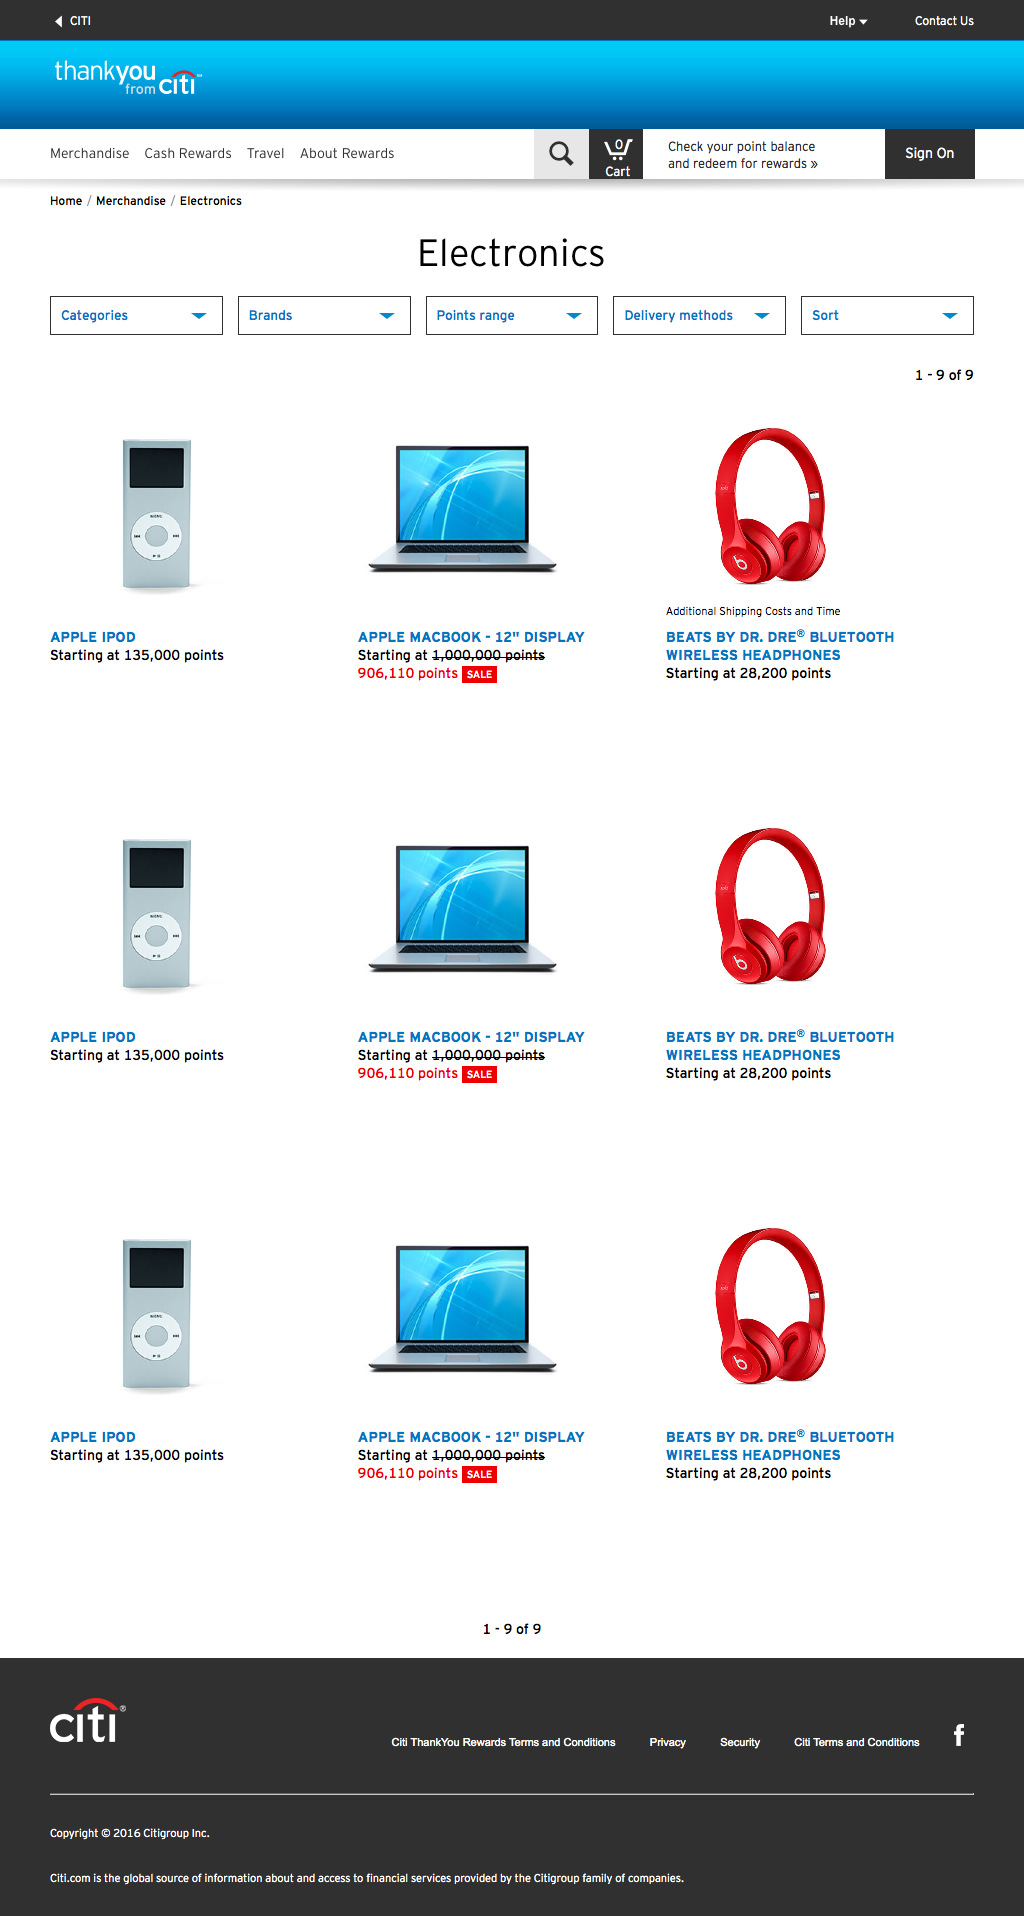 CITI
Help
Contact Us
thankyou
from citi
Merchandise
Cash Rewards
Travel
About Rewards
0
Cart
Check your point balance
and redeem for rewards »
Sign On
Home / Merchandise / Electronics
Electronics
Categories
Brands
Points range
Delivery methods
Sort
1 - 9 of 9
MENU
Additional Shipping Costs and Time
APPLE IPOD
Starting at 135,000 points
APPLE MACBOOK - 12" DISPLAY
Starting at 1,000,000 points
906,110 points SALE
BEATS BY DR. DRE® BLUETOOTH
WIRELESS HEADPHONES
Starting at 28,200 points
MENU
APPLE IPOD
Starting at 135,000 points
APPLE MACBOOK - 12" DISPLAY
Starting at 1,000,000 points
906,110 points SALE
BEATS BY DR. DRE® BLUETOOTH
WIRELESS HEADPHONES
Starting at 28,200 points
MENU
APPLE IPOD
Starting at 135,000 points
APPLE MACBOOK - 12" DISPLAY
Starting at 1,000,000 points
906,110 points SALE
BEATS BY DR. DRE® BLUETOOTH
WIRELESS HEADPHONES
Starting at 28,200 points
1 - 9 of 9
citi®
Citi ThankYou Rewards Terms and Conditions
Privacy
Security
Citi Terms and Conditions
f
Copyright © 2016 Citigroup Inc.
Citi.com is the global source of information about and access to financial services provided by the Citigroup family of companies.